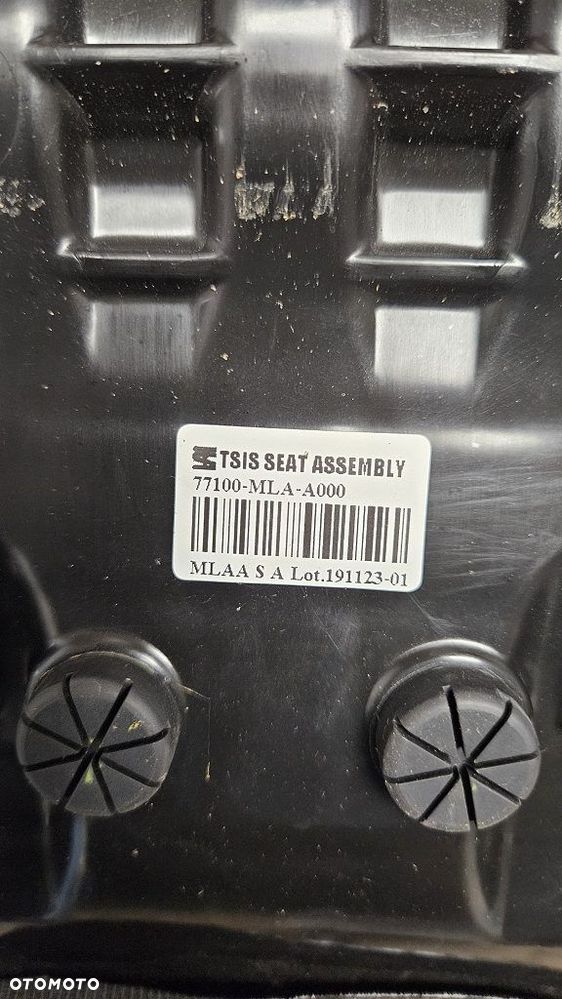 TSIS SEAT ASSEMBLY
77100-MLA-A000
MLAA S A Lot.191123-01
OTOMOTO